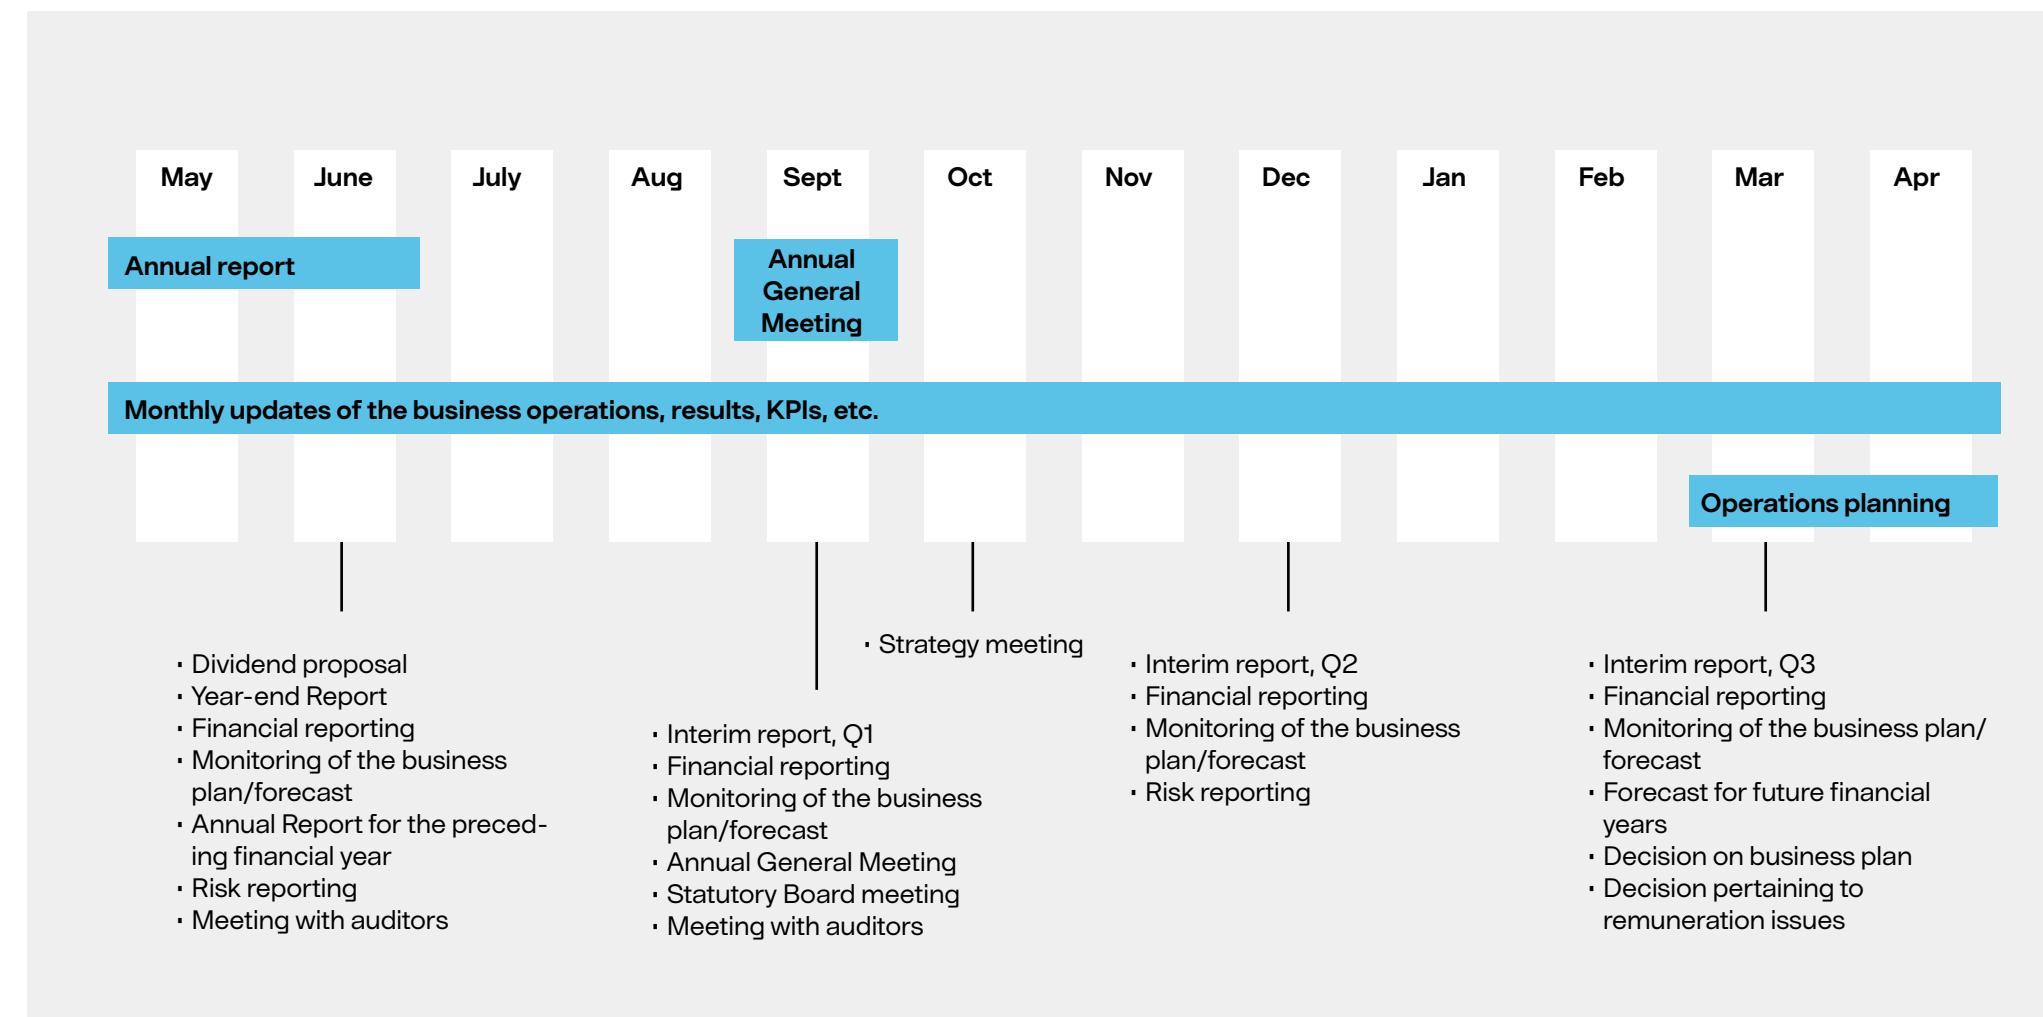 May
June
July
Aug
Sept
Oct
Nov
Dec
Jan
Feb
Mar
Apr
Annual report
Annual
General
Meeting
Monthly updates of the business operations, results, KPIs, etc.
Operations planning
· Dividend proposal
· Year-end Report
· Financial reporting
· Monitoring of the business
plan/forecast
· Annual Report for the preced-
ing financial year
· Risk reporting
· Meeting with auditors
· Interim report, Q1
· Financial reporting
· Monitoring of the business
plan/forecast
· Annual General Meeting
· Statutory Board meeting
· Meeting with auditors
· Strategy meeting
· Interim report, Q2
· Financial reporting
· Monitoring of the business
plan/forecast
· Risk reporting
· Interim report, Q3
· Financial reporting
· Monitoring of the business plan/
forecast
· Forecast for future financial
years
· Decision on business plan
· Decision pertaining to
remuneration issues